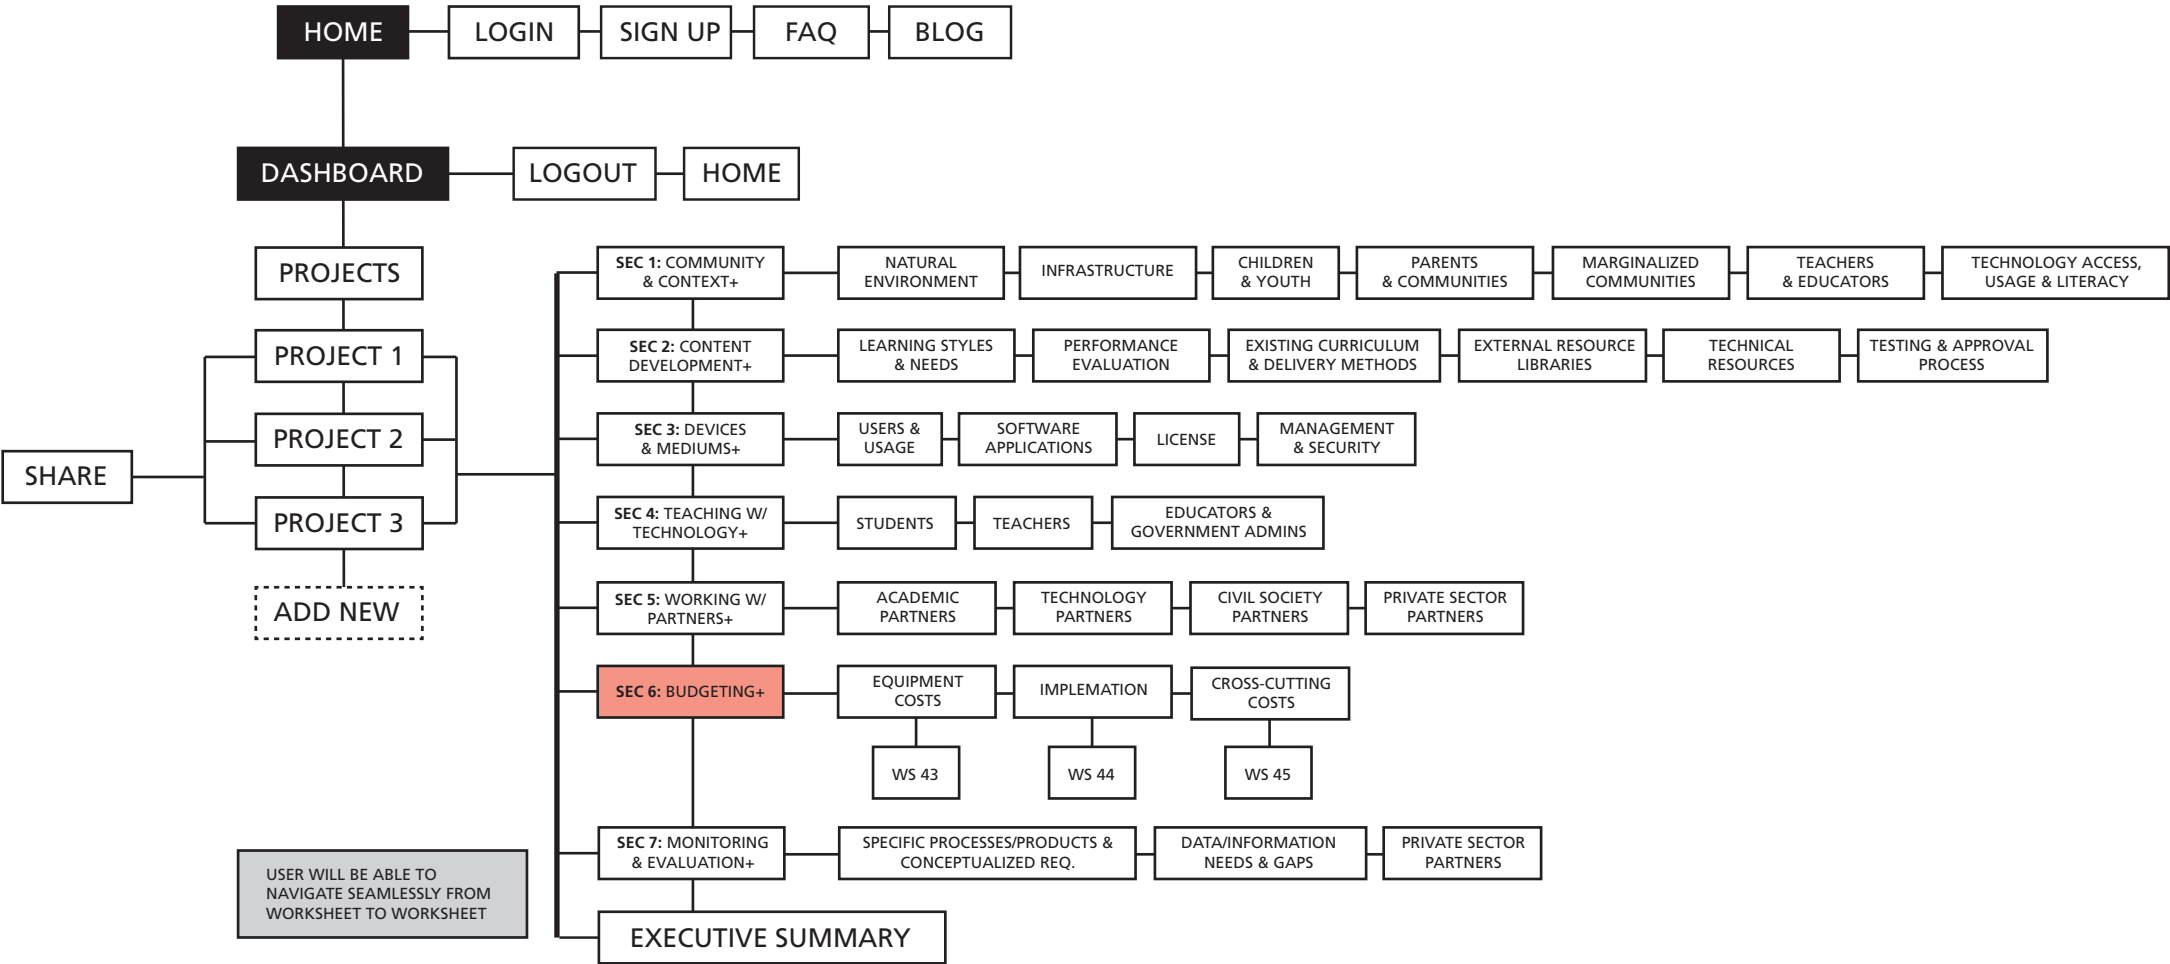 HOME
LOGIN
SIGN UP
FAQ
BLOG
DASHBOARD
LOGOUT
HOME
PROJECTS
PROJECT 1
PROJECT 2
PROJECT 3
ADD NEW
SHARE
SEC 1: COMMUNITY
& CONTEXT+
NATURAL
ENVIRONMENT
INFRASTRUCTURE
CHILDREN
& YOUTH
PARENTS
& COMMUNITIES
MARGINALIZED
COMMUNITIES
TEACHERS
& EDUCATORS
TECHNOLOGY ACCESS,
USAGE & LITERACY
SEC 2: CONTENT
DEVELOPMENT+
LEARNING STYLES
& NEEDS
PERFORMANCE
EVALUATION
EXISTING CURRICULUM
& DELIVERY METHODS
EXTERNAL RESOURCE
LIBRARIES
TECHNICAL
RESOURCES
TESTING & APPROVAL
PROCESS
SEC 3: DEVICES
& MEDIUMS+
USERS &
USAGE
SOFTWARE
APPLICATIONS
LICENSE
MANAGEMENT
& SECURITY
SEC 4: TEACHING W/
TECHNOLOGY+
STUDENTS
TEACHERS
EDUCATORS &
GOVERNMENT ADMINS
SEC 5: WORKING W/
PARTNERS+
ACADEMIC
PARTNERS
TECHNOLOGY
PARTNERS
CIVIL SOCIETY
PARTNERS
PRIVATE SECTOR
PARTNERS
SEC 6: BUDGETING+
EQUIPMENT
COSTS
IMPLEMATION
CROSS-CUTTING
COSTS
WS 43
WS 44
WS 45
SEC 7: MONITORING
& EVALUATION+
SPECIFIC PROCESSES/PRODUCTS &
CONCEPTUALIZED REQ.
DATA/INFORMATION
NEEDS & GAPS
PRIVATE SECTOR
PARTNERS
EXECUTIVE SUMMARY
USER WILL BE ABLE TO
NAVIGATE SEAMLESSLY FROM
WORKSHEET TO WORKSHEET